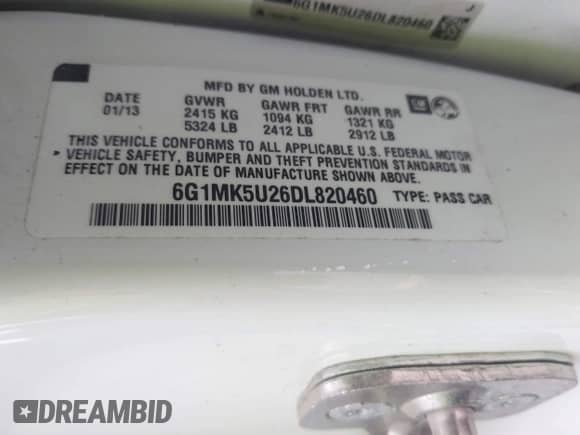 6G1MK5U26DL820460
J
MFD BY GM HOLDEN LTD.
DATE GVWR GAWR FRT GAWR RR
01/13 2415 KG 1094 KG 1321 KG
5324 LB 2412 LB 2912 LB
GM
THIS VEHICLE CONFORMS TO ALL APPLICABLE U.S. FEDERAL MOTOR
VEHICLE SAFETY, BUMPER AND THEFT PREVENTION STANDARDS IN
EFFECT ON THE DATE OF MANUFACTURE SHOWN ABOVE.
6G1MK5U26DL820460 TYPE: PASS CAR
DREAMBID